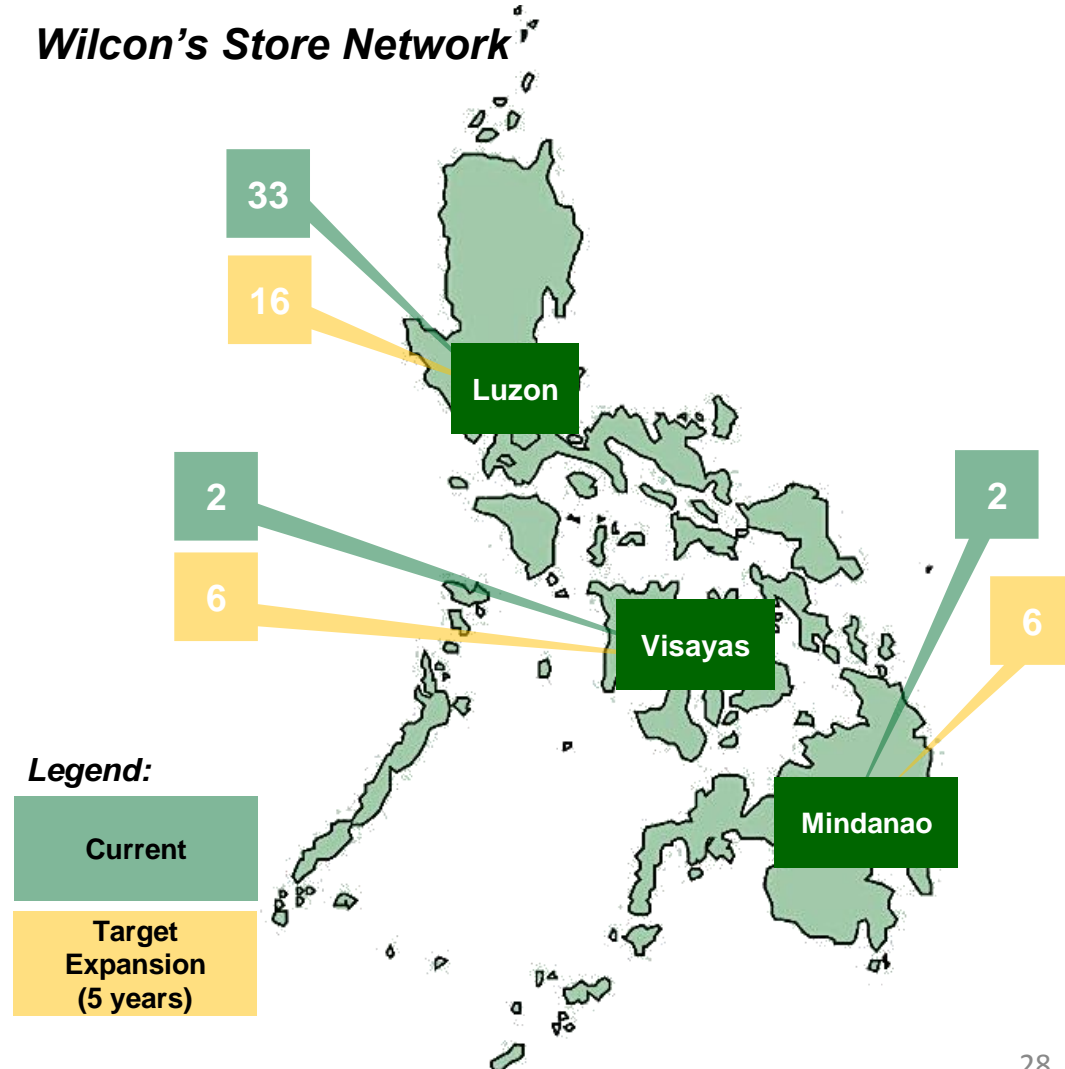 Wilcon's Store Network
33
16
Luzon
2
6
Visayas
2
6
Mindanao
Legend:
Current
Target
Expansion
(5 years)
28